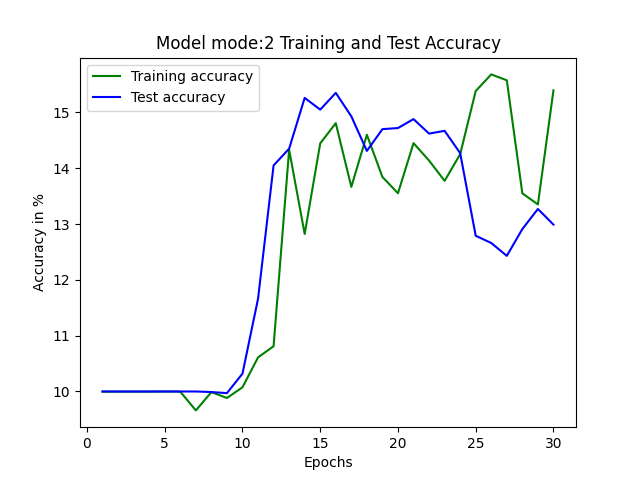 Model mode:2 Training and Test Accuracy
Training accuracy
Test accuracy
15
14
13
12
11
10
Accuracy in %
0 5 10 15 20 25 30
Epochs